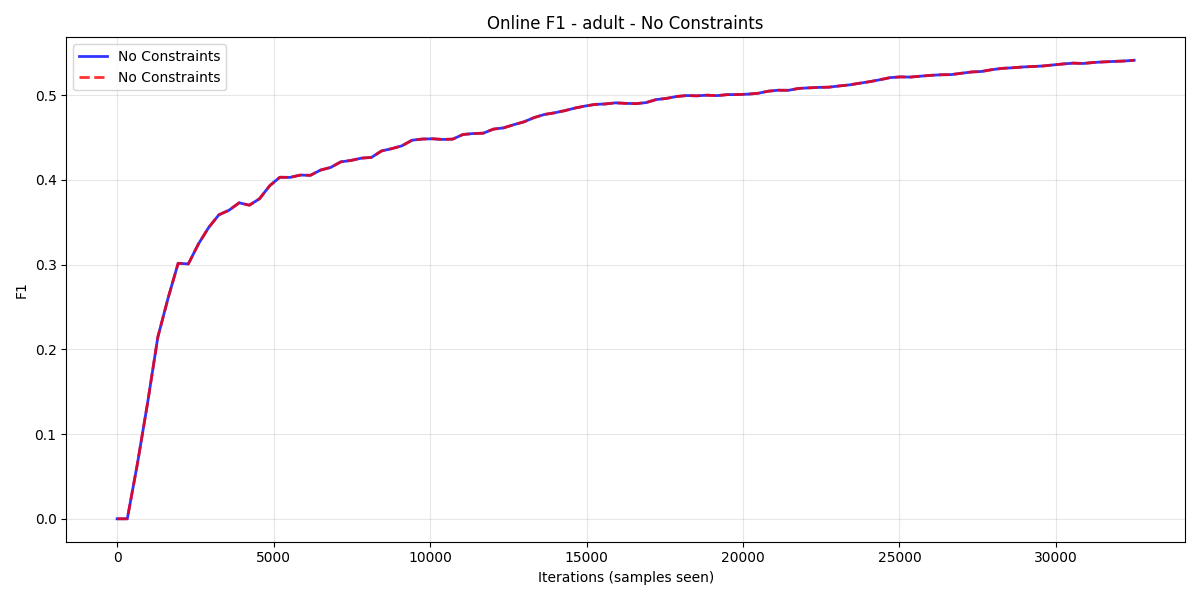 Online F1 - adult - No Constraints
No Constraints
No Constraints
F1
0.5
0.4
0.3
0.2
0.1
0.0
0 5000 10000 15000 20000 25000 30000
Iterations (samples seen)